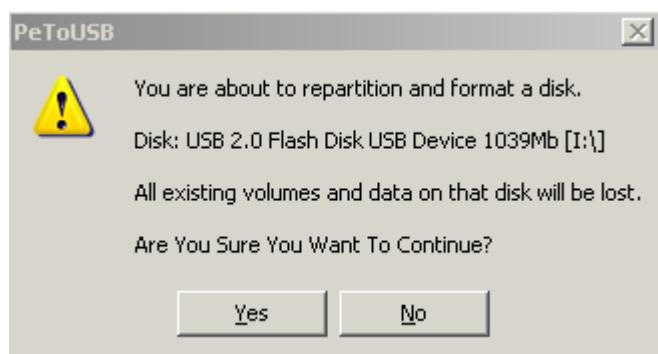 PeToUSB
You are about to repartition and format a disk.
Disk: USB 2.0 Flash Disk USB Device 1039Mb [I:\]
All existing volumes and data on that disk will be lost.
Are You Sure You Want To Continue?
Yes No